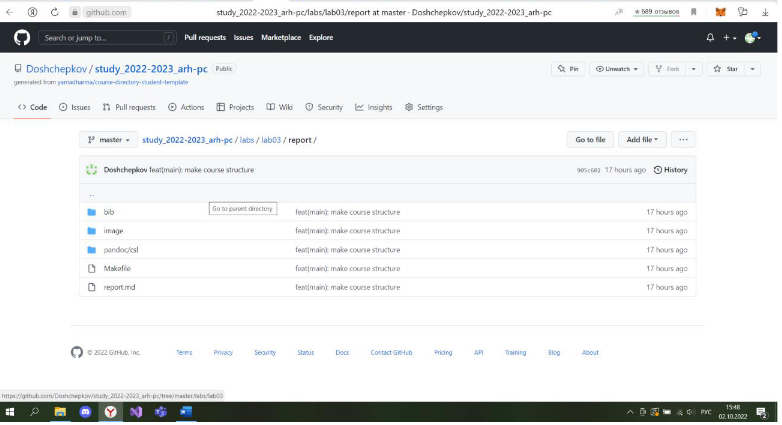 github.com study_2022-2023_arh-pc/labs/lab03/report at master · Doshchepkov/study_2022-2023_arh-pc ★ 689 отзывов
Search or jump to... / Pull requests Issues Marketplace Explore
Doshchepkov / study_2022-2023_arh-pc Public Pin Unwatch Fork Star
generated from yamadharma/course-directory-student-template
Code Issues Pull requests Actions Projects Wiki Security Insights Settings
master study_2022-2023_arh-pc / labs / lab03 / report / Go to file Add file ...
Doshchepkov feat(main): make course structure 905c602 17 hours ago History
..
Go to parent directory
bib feat(main): make course structure 17 hours ago
image feat(main): make course structure 17 hours ago
pandoc/csl feat(main): make course structure 17 hours ago
Makefile feat(main): make course structure 17 hours ago
report.md feat(main): make course structure 17 hours ago
© 2022 GitHub, Inc. Terms Privacy Security Status Docs Contact GitHub Pricing API Training Blog About
https://github.com/Doshchepkov/study_2022-2023_arh-pc/tree/master/labs/lab03
РУС 15:48
02.10.2022 2